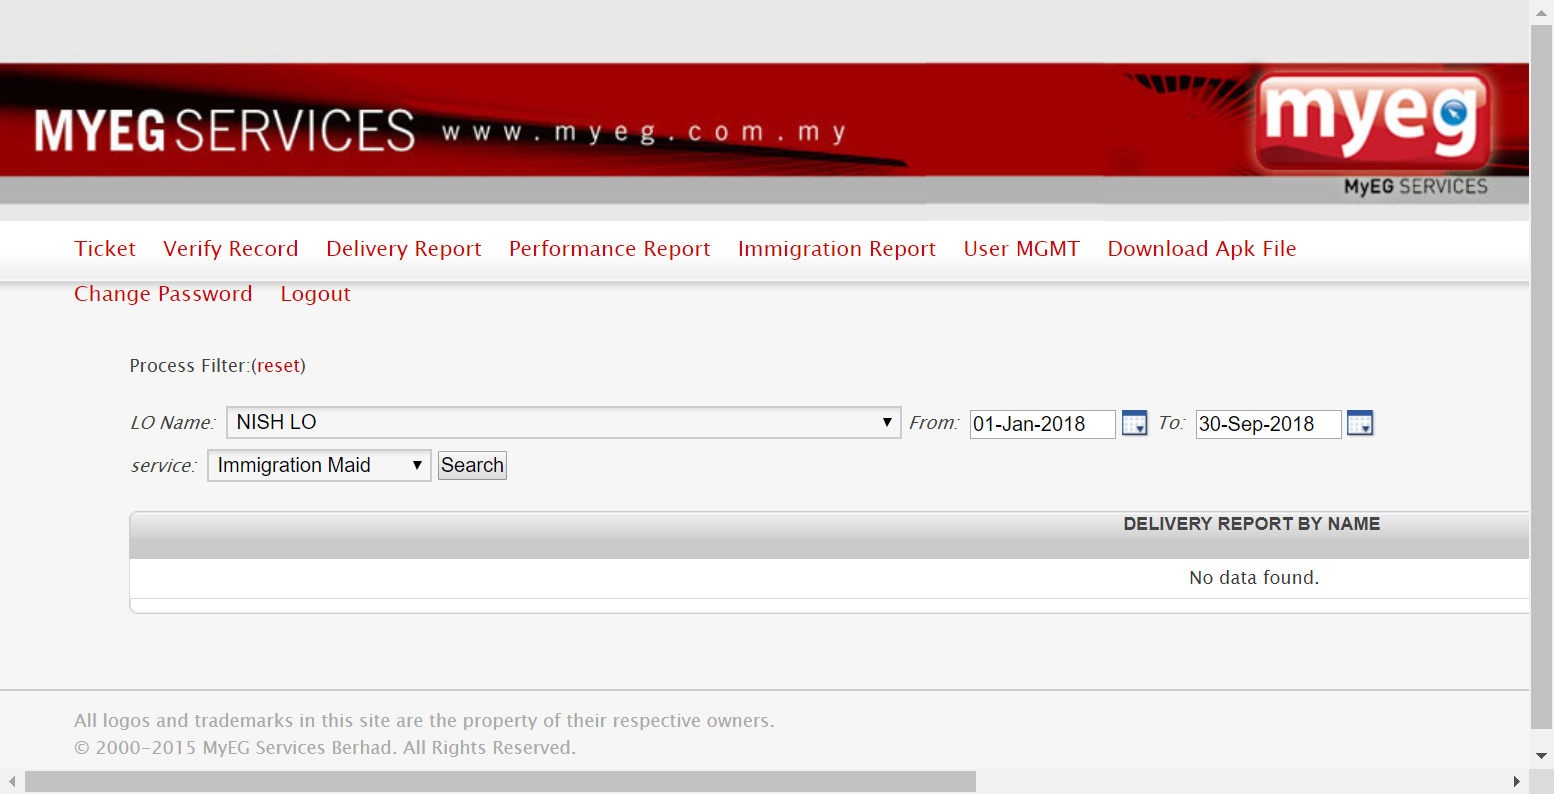 MYEG SERVICES www.myeg.com.my
myeg
MyEG SERVICES
Ticket Verify Record Delivery Report Performance Report Immigration Report User MGMT Download Apk File
Change Password Logout
Process Filter:(reset)
LO Name: NISH LO From: 01-Jan-2018 To: 30-Sep-2018
service: Immigration Maid Search
DELIVERY REPORT BY NAME
No data found.
All logos and trademarks in this site are the property of their respective owners.
© 2000-2015 MyEG Services Berhad. All Rights Reserved.